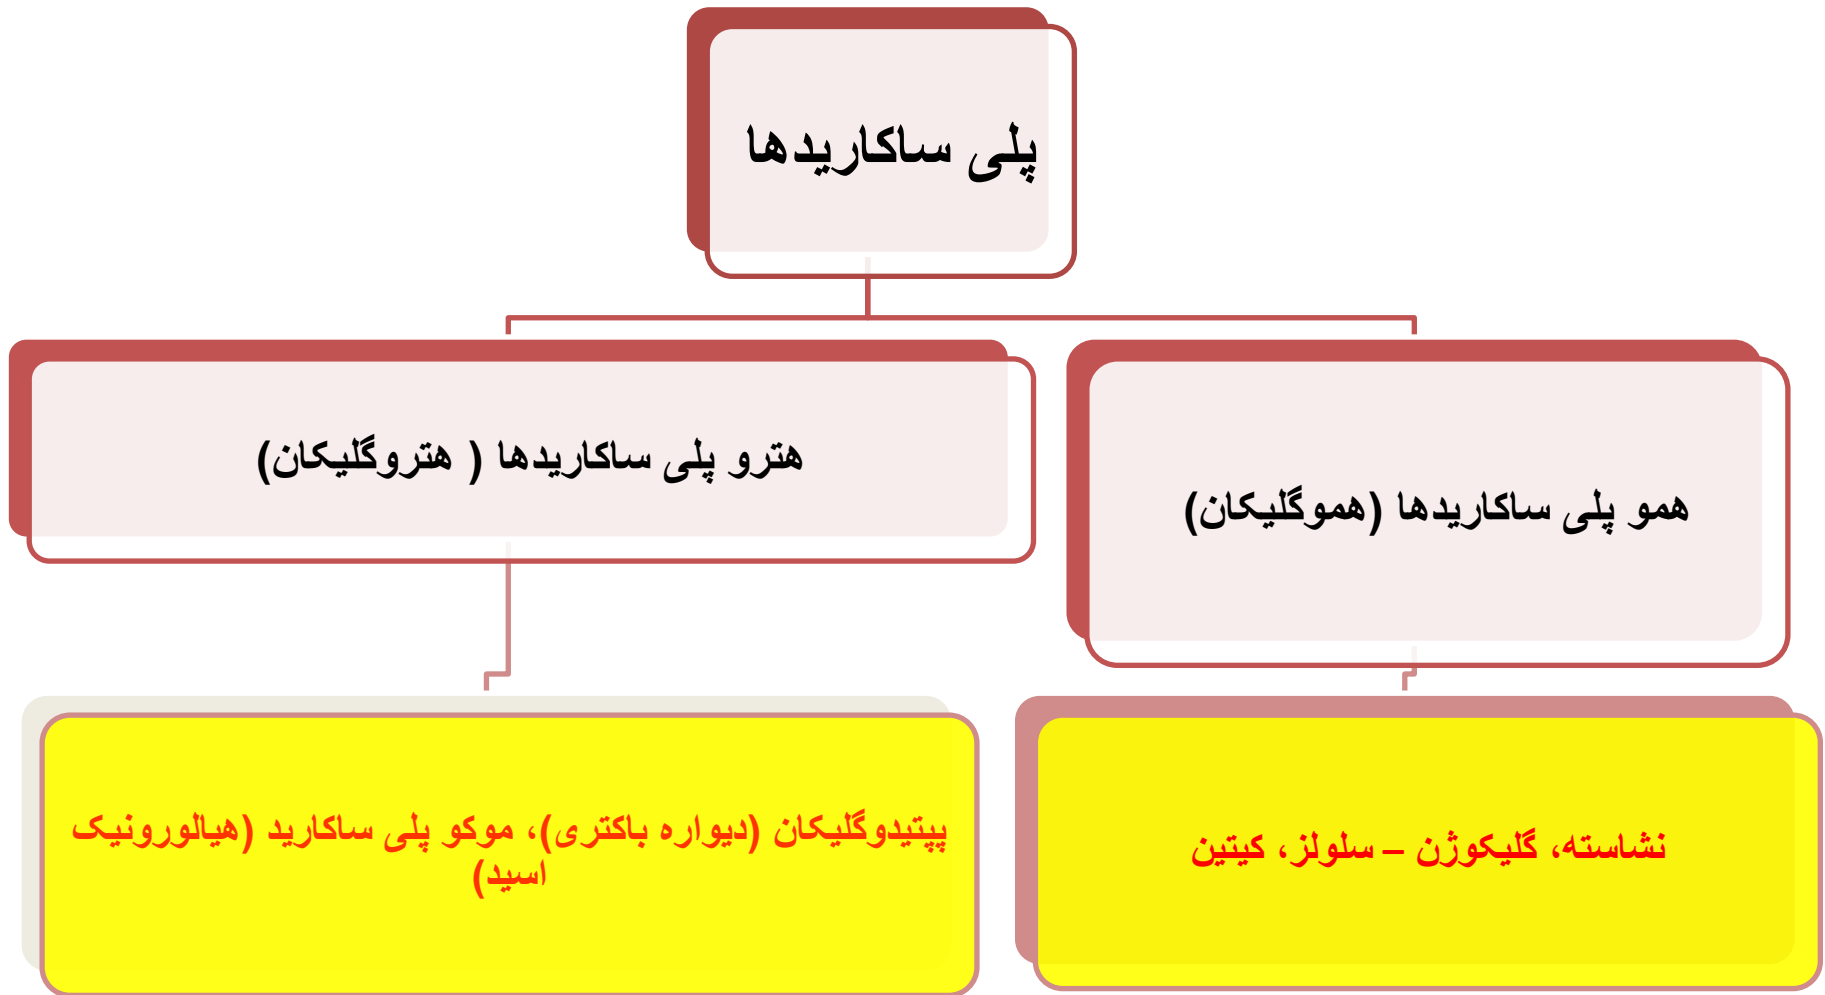 پلی ساکاریدها
همو پلی ساکاریدها (هموگلیکان)
هترو پلی ساکاریدها ( هتروگلیکان)
نشاسته، گلیکوژن – سلولز، کیتین
پپتیدوگلیکان (دیواره باکتری)، موکو پلی ساکارید (هیالورونیک
اسید)